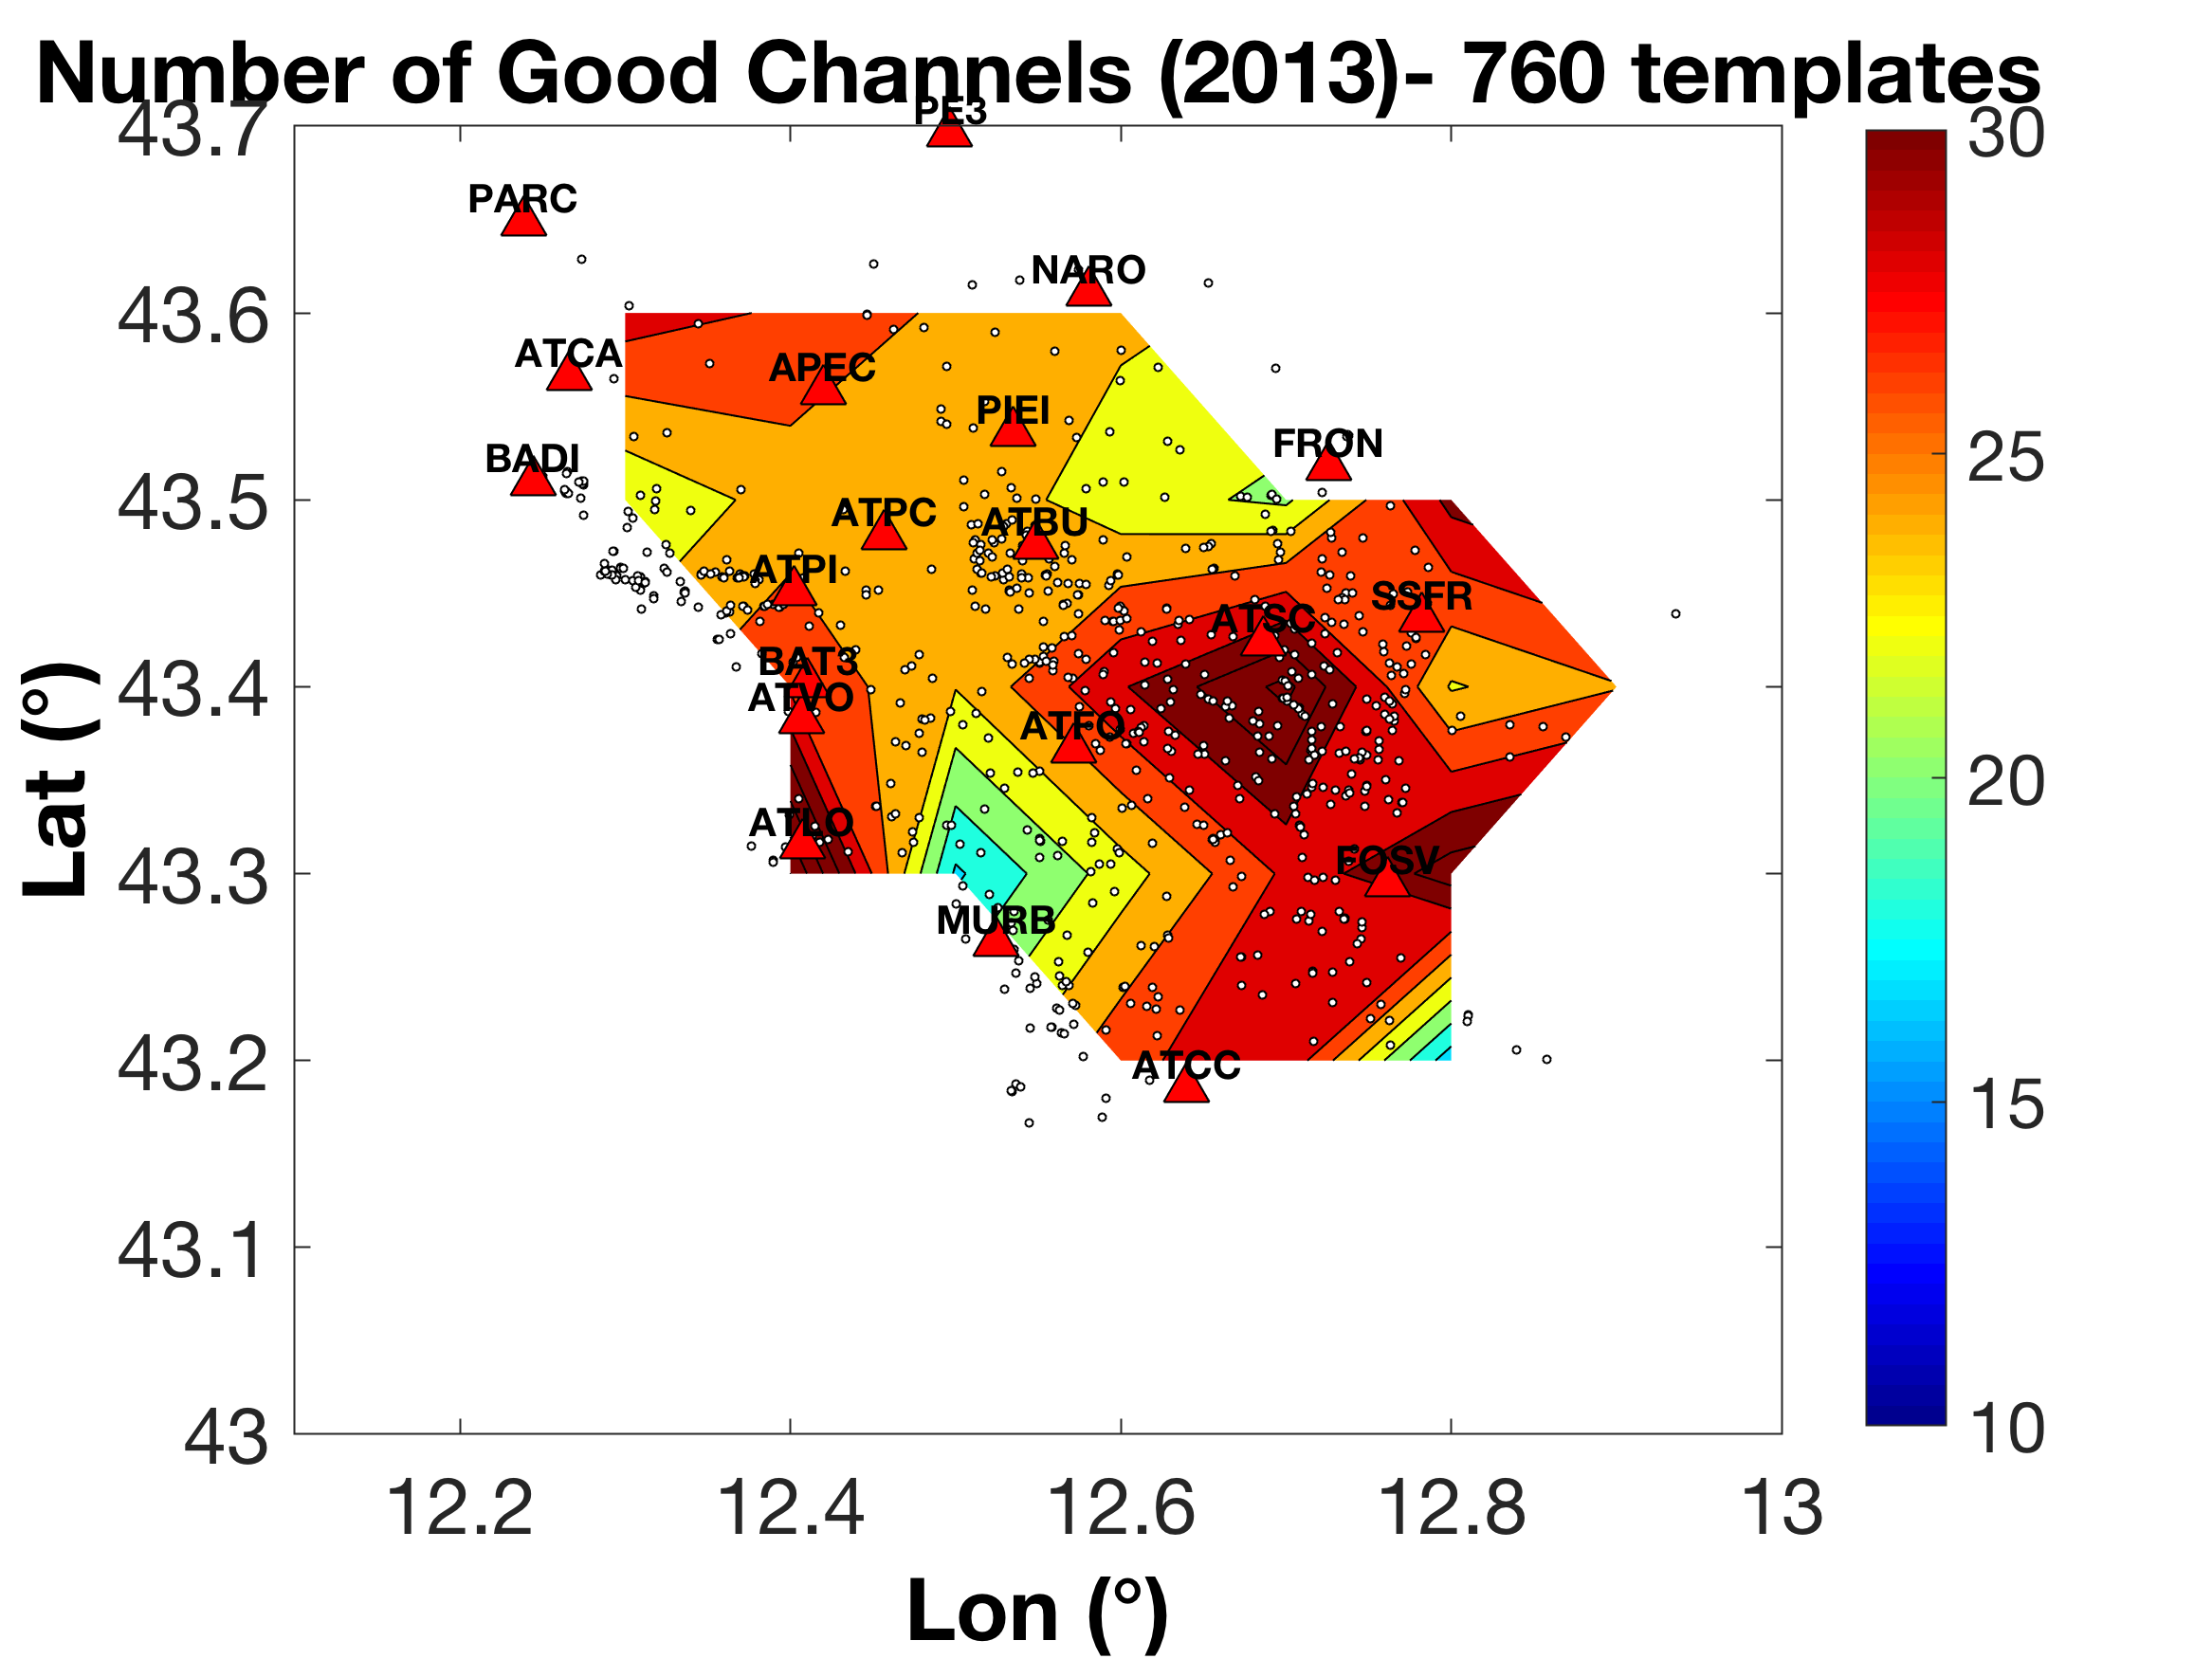 Number of Good Channels (2013)- 760 templates
43.7
PE3
30
PARC
NARO
43.6
ATCA
APEC
PIEI
FRON
25
BADI
43.5
ATPC
ATBU
ATPI
SSFR
ATSC
BAT3
43.4
ATVO
ATFO
20
ATLO
FOSV
43.3
MURB
43.2
ATCC
15
43.1
43
10
12.2
12.4
12.6
12.8
13
Lat (°)
Lon (°)